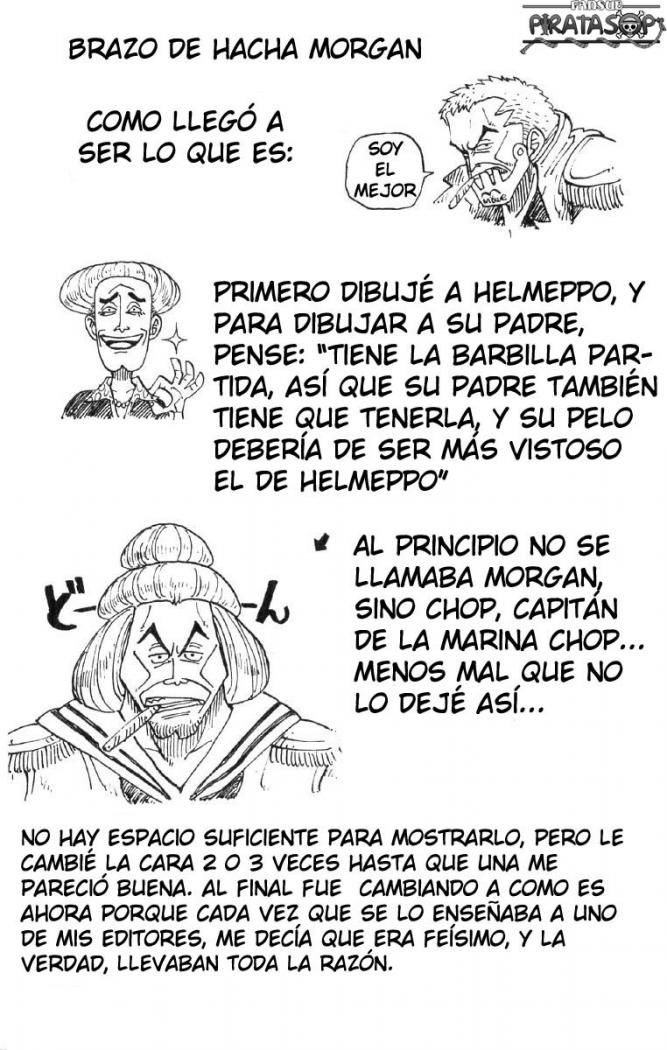 FANSUB
PIRATASOP
BRAZO DE HACHA MORGAN
COMO LLEGÓ A
SER LO QUE ES:
SOY
EL
MEJOR
PRIMERO DIBUJÉ A HELMEPPO, Y
PARA DIBUJAR A SU PADRE,
PENSE: "TIENE LA BARBILLA PAR-
TIDA, ASÍ QUE SU PADRE TAMBIÉN
TIENE QUE TENERLA, Y SU PELO
DEBERÍA DE SER MÁS VISTOSO
EL DE HELMEPPO"
AL PRINCIPIO NO SE
LLAMABA MORGAN,
SINO CHOP, CAPITÁN
DE LA MARINA CHOP...
MENOS MAL QUE NO
LO DEJÉ ASÍ...
どーん
NO HAY ESPACIO SUFICIENTE PARA MOSTRARLO, PERO LE
CAMBIÉ LA CARA 2 O 3 VECES HASTA QUE UNA ME
PARECIÓ BUENA. AL FINAL FUE CAMBIANDO A COMO ES
AHORA PORQUE CADA VEZ QUE SE LO ENSEÑABA A UNO
DE MIS EDITORES, ME DECÍA QUE ERA FEÍSIMO, Y LA
VERDAD, LLEVABAN TODA LA RAZÓN.